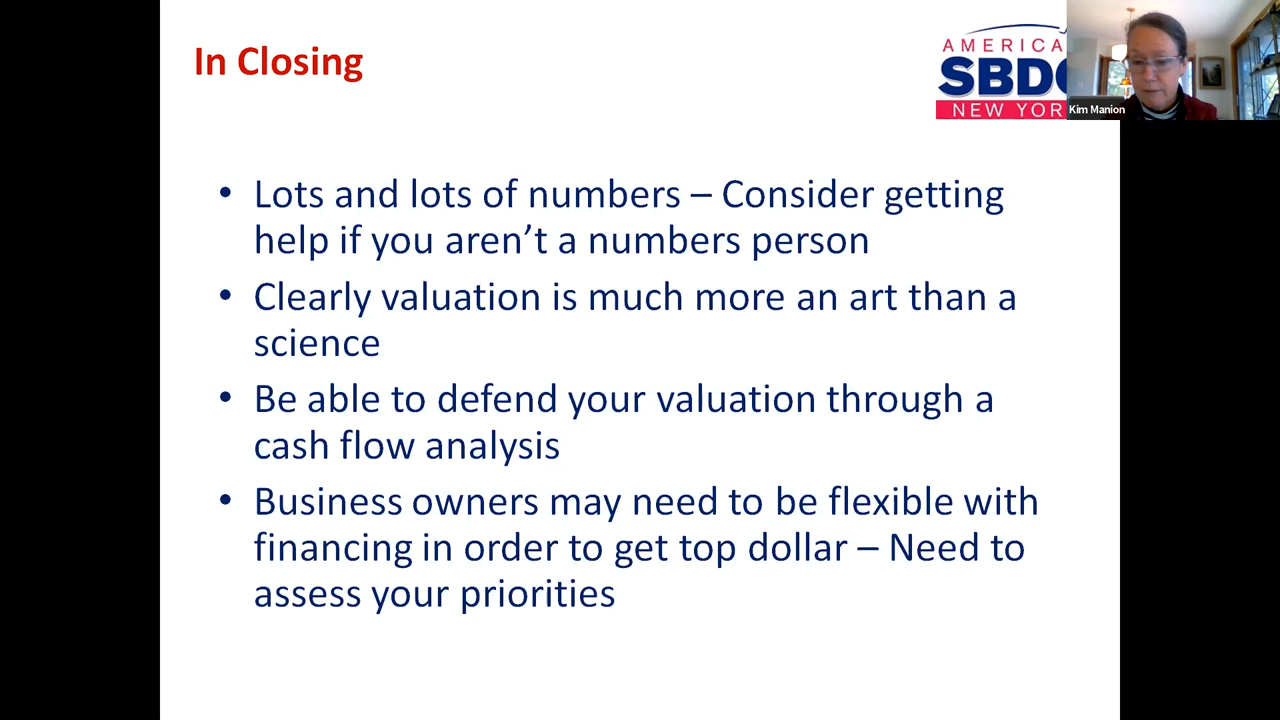 In Closing
AMERICA
SBDC
NEW YOR
Kim Manion
• Lots and lots of numbers – Consider getting
help if you aren’t a numbers person
• Clearly valuation is much more an art than a
science
• Be able to defend your valuation through a
cash flow analysis
• Business owners may need to be flexible with
financing in order to get top dollar – Need to
assess your priorities